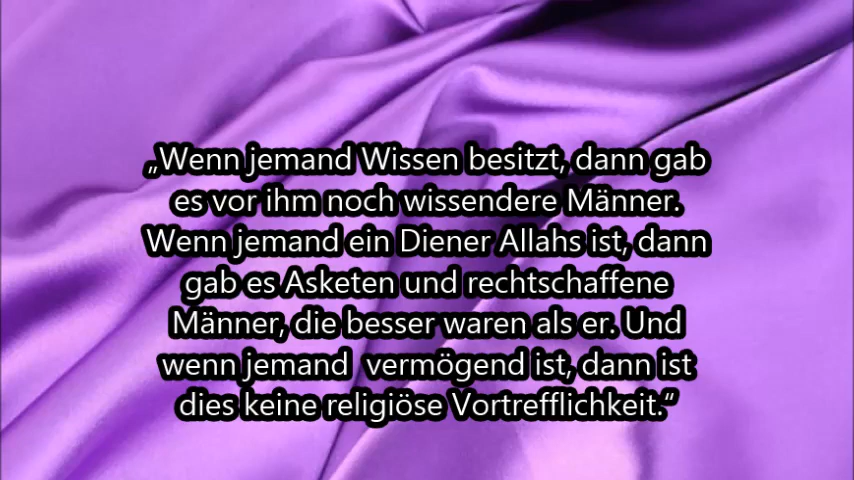 „Wenn jemand Wissen besitzt, dann gab
es vor ihm noch wissendere Männer.
Wenn jemand ein Diener Allahs ist, dann
gab es Asketen und rechtschaffene
Männer, die besser waren als er. Und
wenn jemand  vermögend ist, dann ist
dies keine religiöse Vortrefflichkeit.“